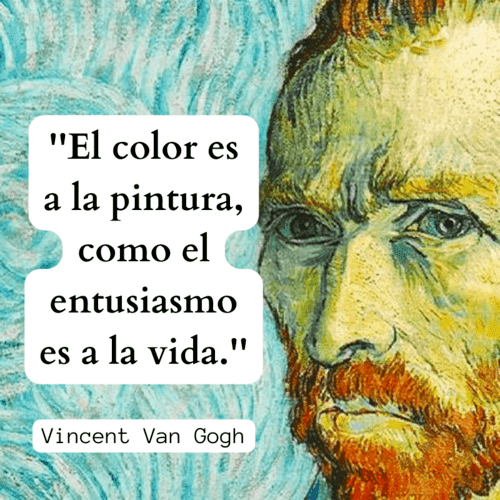 "El color es
a la pintura,
como el
entusiasmo
es a la vida."
Vincent Van Gogh